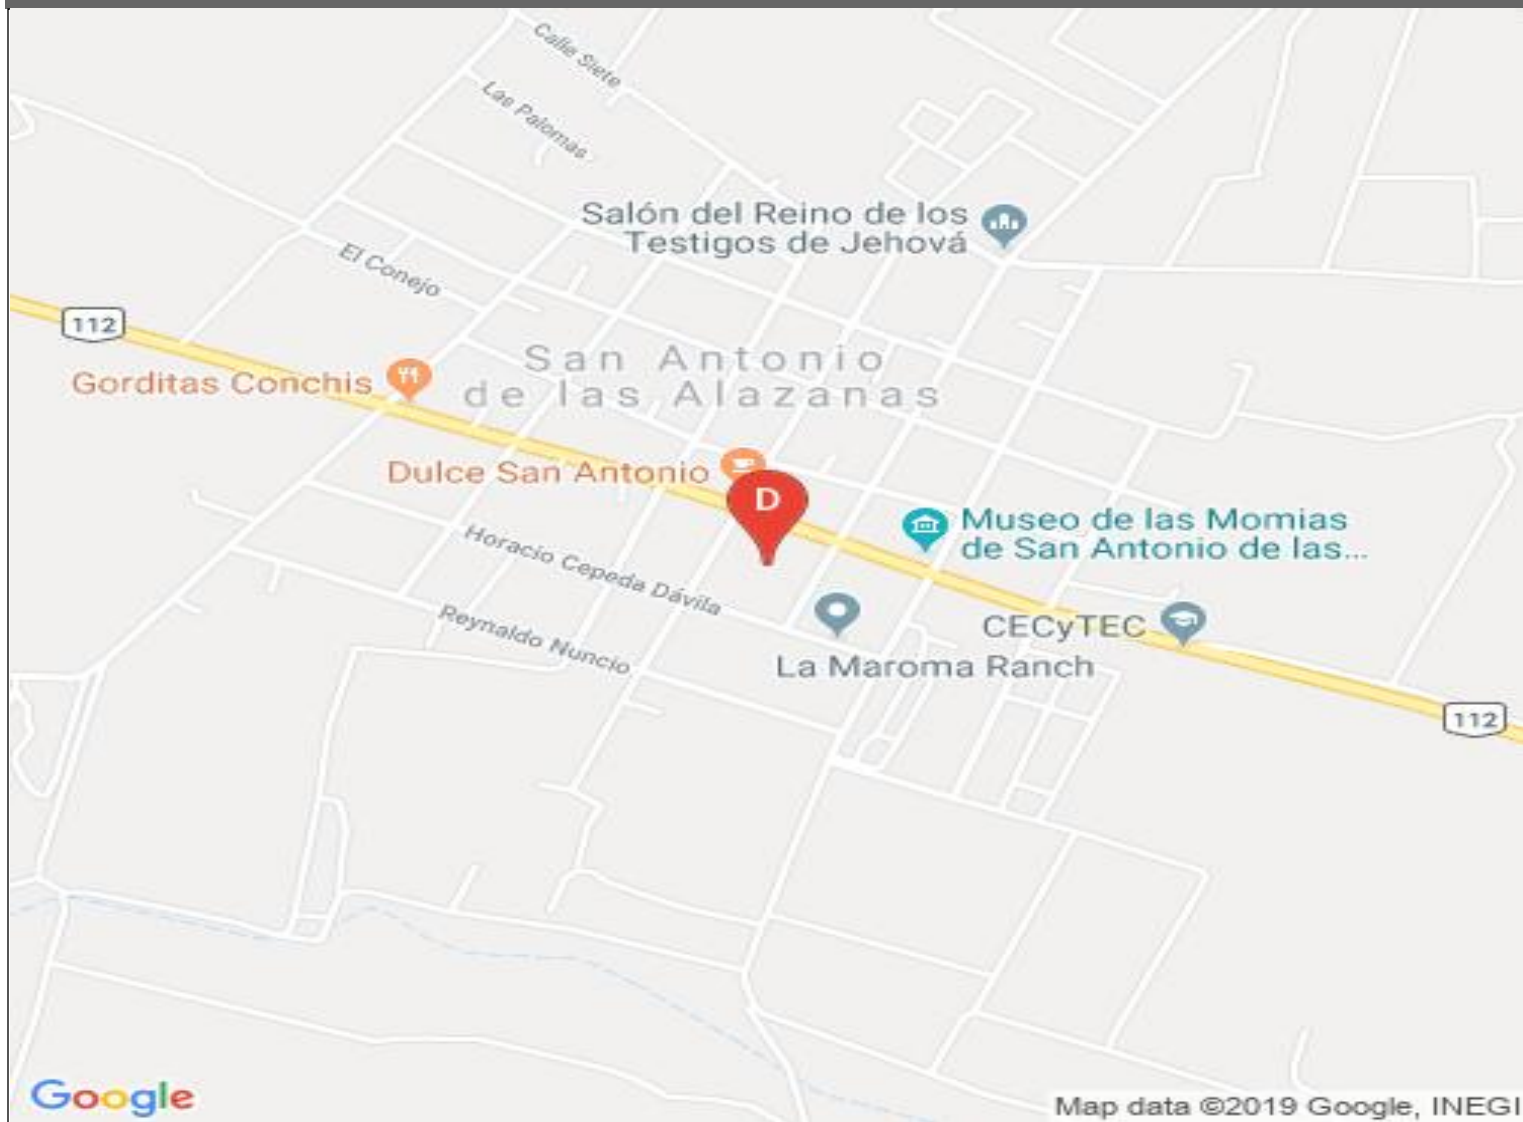 Calle Siete
Las Palomas
Salón del Reino de los
Testigos de Jehová
El Conejo
112
San Antonio
de las Alazanas
Gorditas Conchis
Dulce San Antonio
D
Museo de las Momias
de San Antonio de las...
Horacio Cepeda Dávila
Reynaldo Nuncio
CECyTEC
La Maroma Ranch
112
Google
Map data ©2019 Google, INEGI